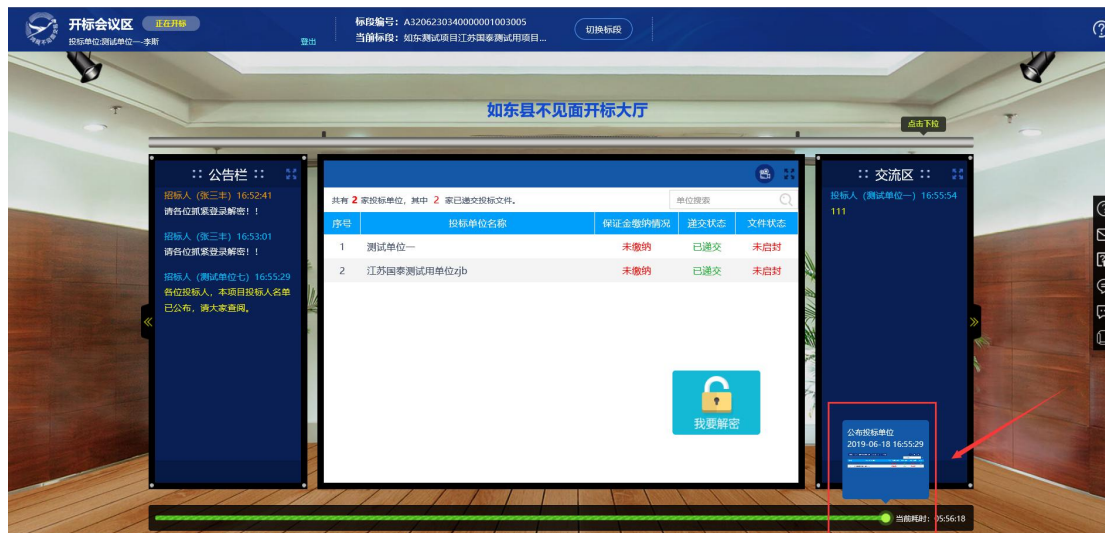 开标会议区 正在开标
投标单位:测试单位一-李斯 登出
标段编号：A3206230340000001003005
当前标段：如东测试项目江苏国泰测试用项目...
切换标段
如东县不见面开标大厅
点击下拉
:: 公告栏 ::
招标人（张三丰）16:52:41
请各位抓紧登录解密！！
招标人（张三丰）16:53:01
请各位抓紧登录解密！！
招标人（测试单位七）16:55:29
各位投标人，本项目投标人名单
已公布，请大家查阅。
共有 2 家投标单位，其中 2 家已递交投标文件。 单位搜索
序号 投标单位名称 保证金缴纳情况 递交状态 文件状态
1 测试单位一 未缴纳 已递交 未启封
2 江苏国泰测试用单位zjb 未缴纳 已递交 未启封
我要解密
:: 交流区 ::
投标人（测试单位一）16:55:54
111
公布投标单位
2019-06-18 16:55:29
当前耗时：05:56:18